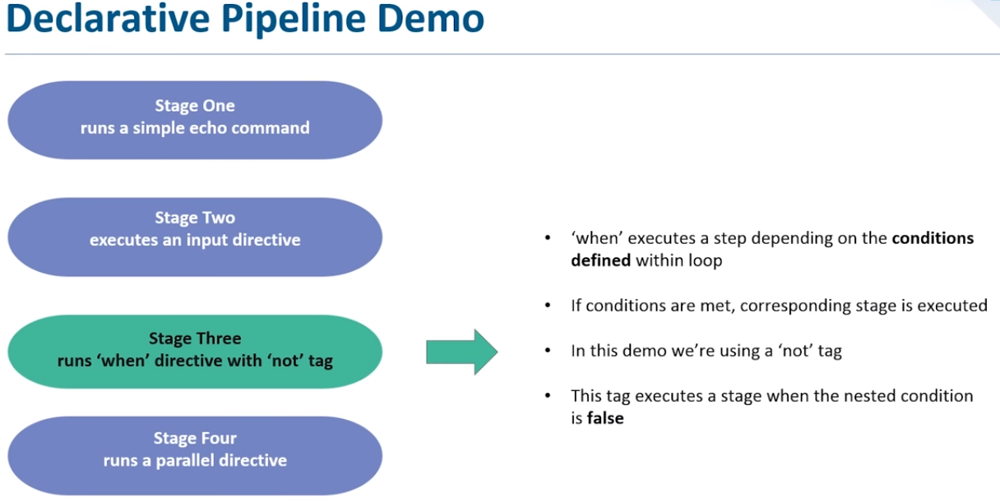 Declarative Pipeline Demo
Stage One
runs a simple echo command
Stage Two
executes an input directive
Stage Three
runs ‘when’ directive with ‘not’ tag
Stage Four
runs a parallel directive
• ‘when’ executes a step depending on the conditions
defined within loop
• If conditions are met, corresponding stage is executed
• In this demo we’re using a ‘not’ tag
• This tag executes a stage when the nested condition
is false